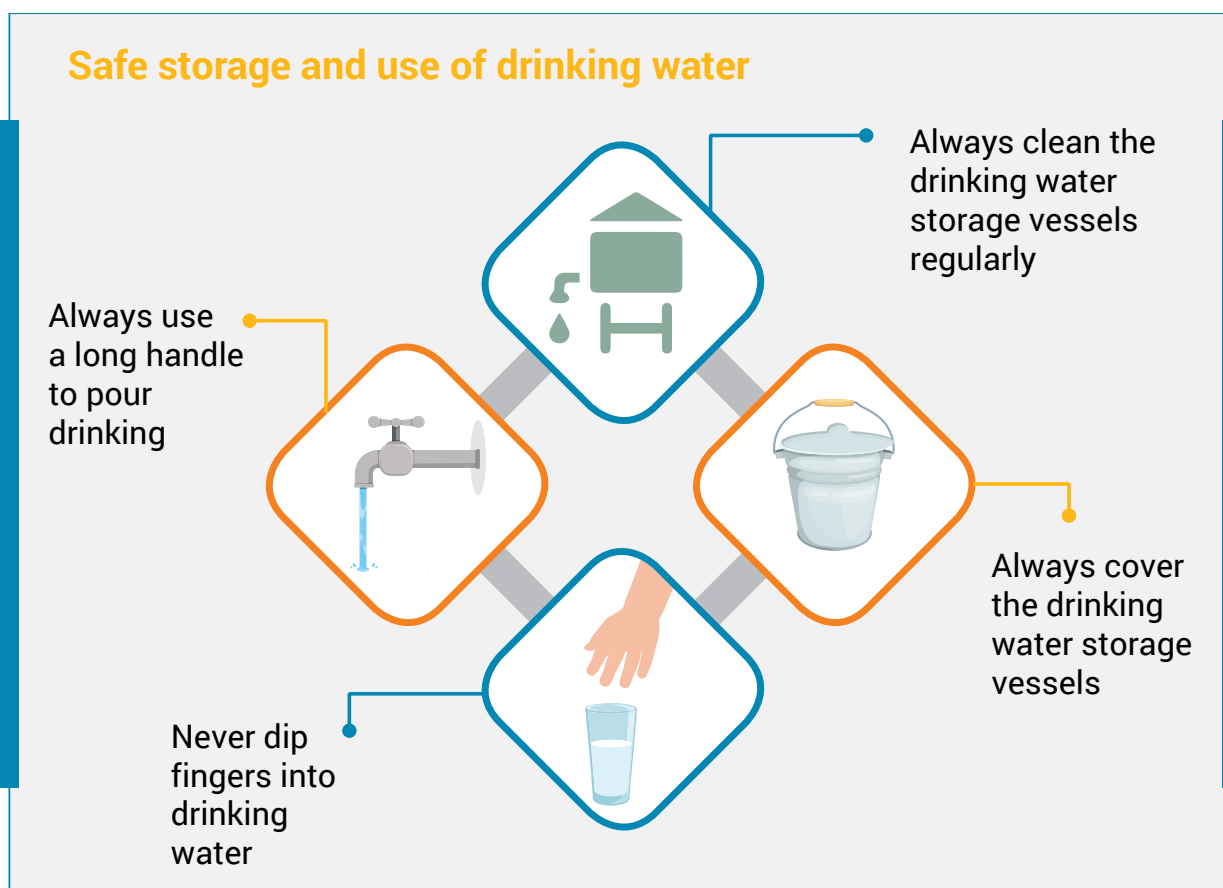 Safe storage and use of drinking water
Always clean the
drinking water
storage vessels
regularly
Always use
a long handle
to pour
drinking
Always cover
the drinking
water storage
vessels
Never dip
fingers into
drinking
water